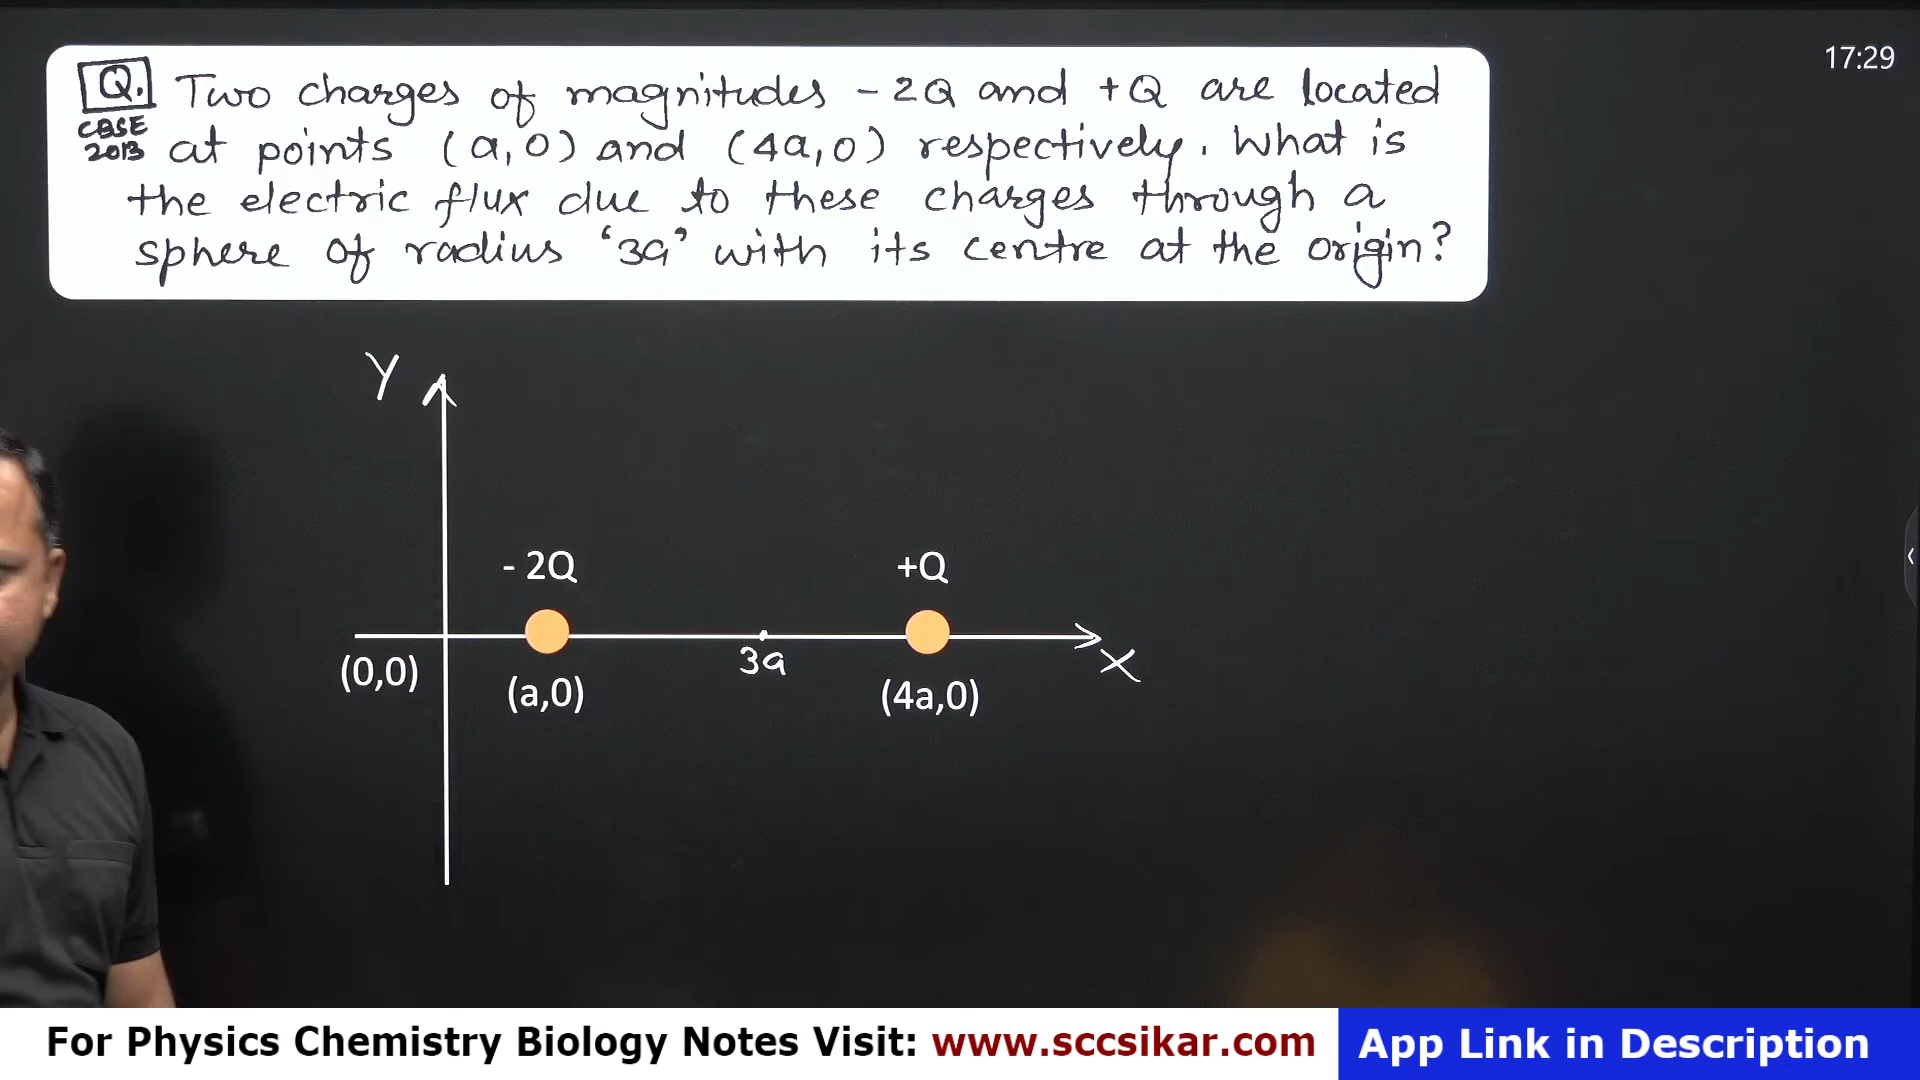 17:29
Q. Two charges of magnitudes -2Q and +Q are located
CBSE
2013
at points (a,0) and (4a,0) respectively. What is
the electric flux due to these charges through a
sphere of radius ‘3a’ with its centre at the origin?
Y
- 2Q
+Q
(0,0)
(a,0)
3a
(4a,0)
X
For Physics Chemistry Biology Notes Visit: www.sccsikar.com
App Link in Description